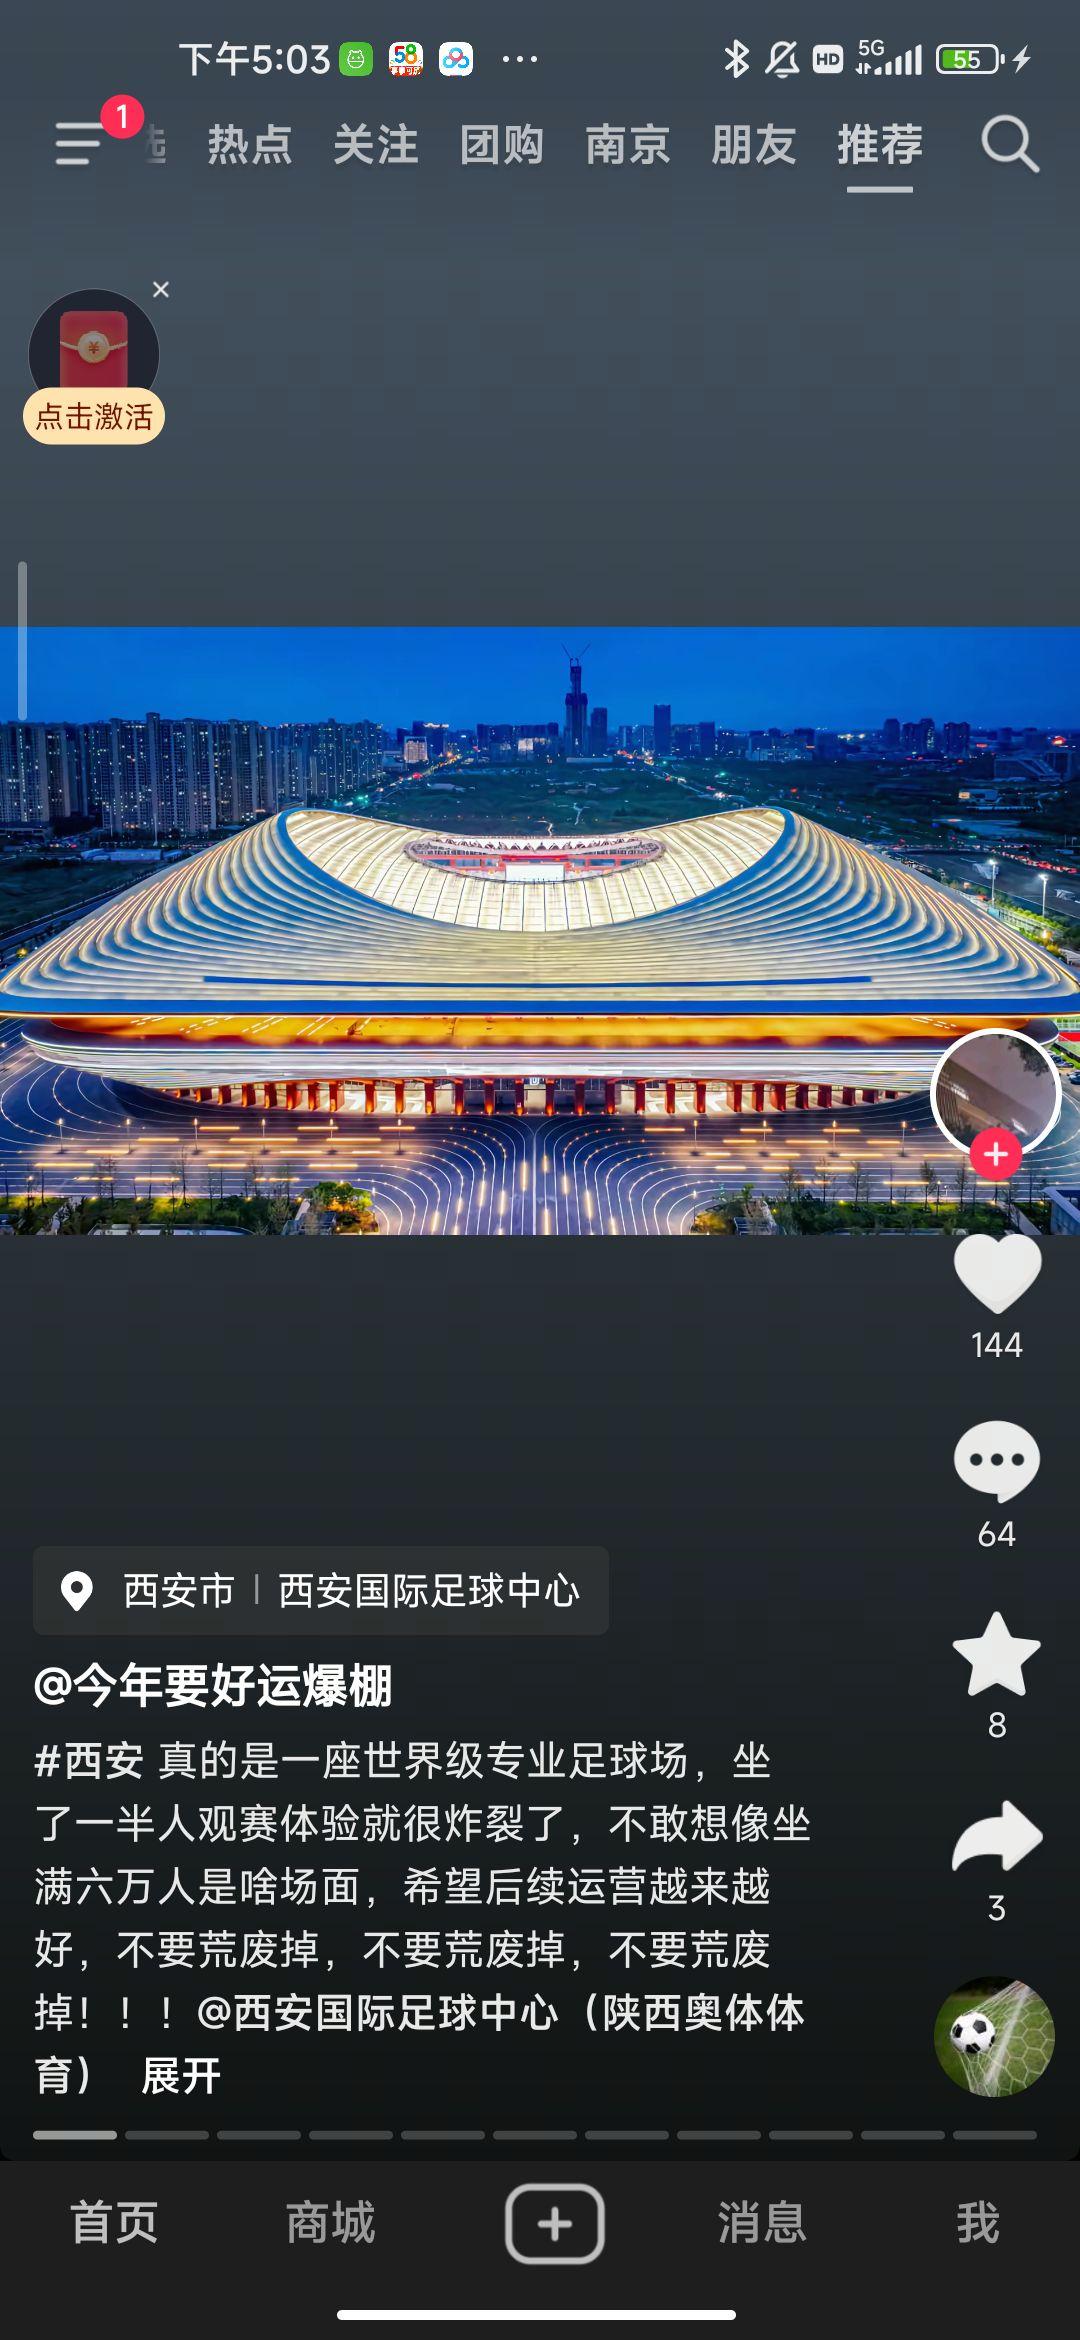 下午5:03
58
HD
5G
55
1
热点 关注 团购 南京 朋友 推荐
¥
点击激活
144
64
西安市 | 西安国际足球中心
8
@今年要好运爆棚
#西安 真的是一座世界级专业足球场，坐
了一半人观赛体验就很炸裂了，不敢想像坐
满六万人是啥场面，希望后续运营越来越
好，不要荒废掉，不要荒废掉，不要荒废
掉！！！@西安国际足球中心（陕西奥体体
育） 展开
3
首页 商城 消息 我